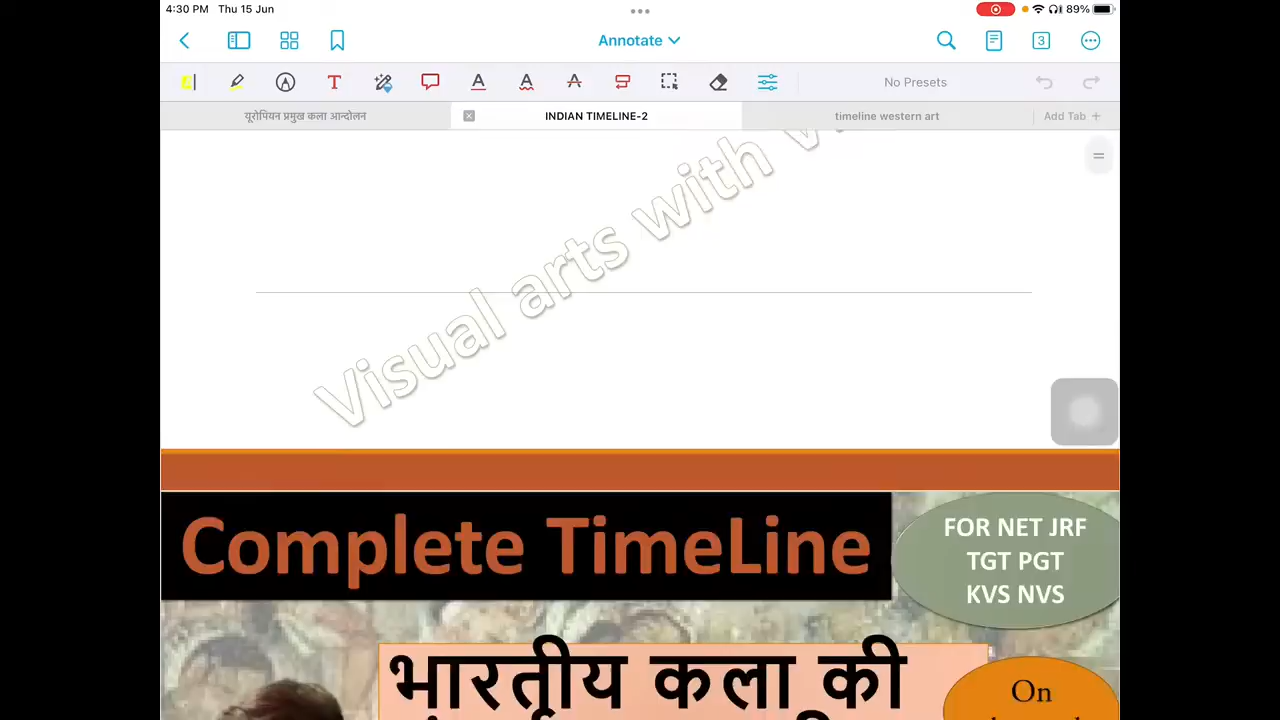 4:30 PM Thu 15 Jun
89%
Annotate
3
No Presets
यूरोपियन प्रमुख कला आन्दोलन
INDIAN TIMELINE-2
timeline western art
Add Tab +
Visual arts with
Complete TimeLine
FOR NET JRF
TGT PGT
KVS NVS
भारतीय कला की
On